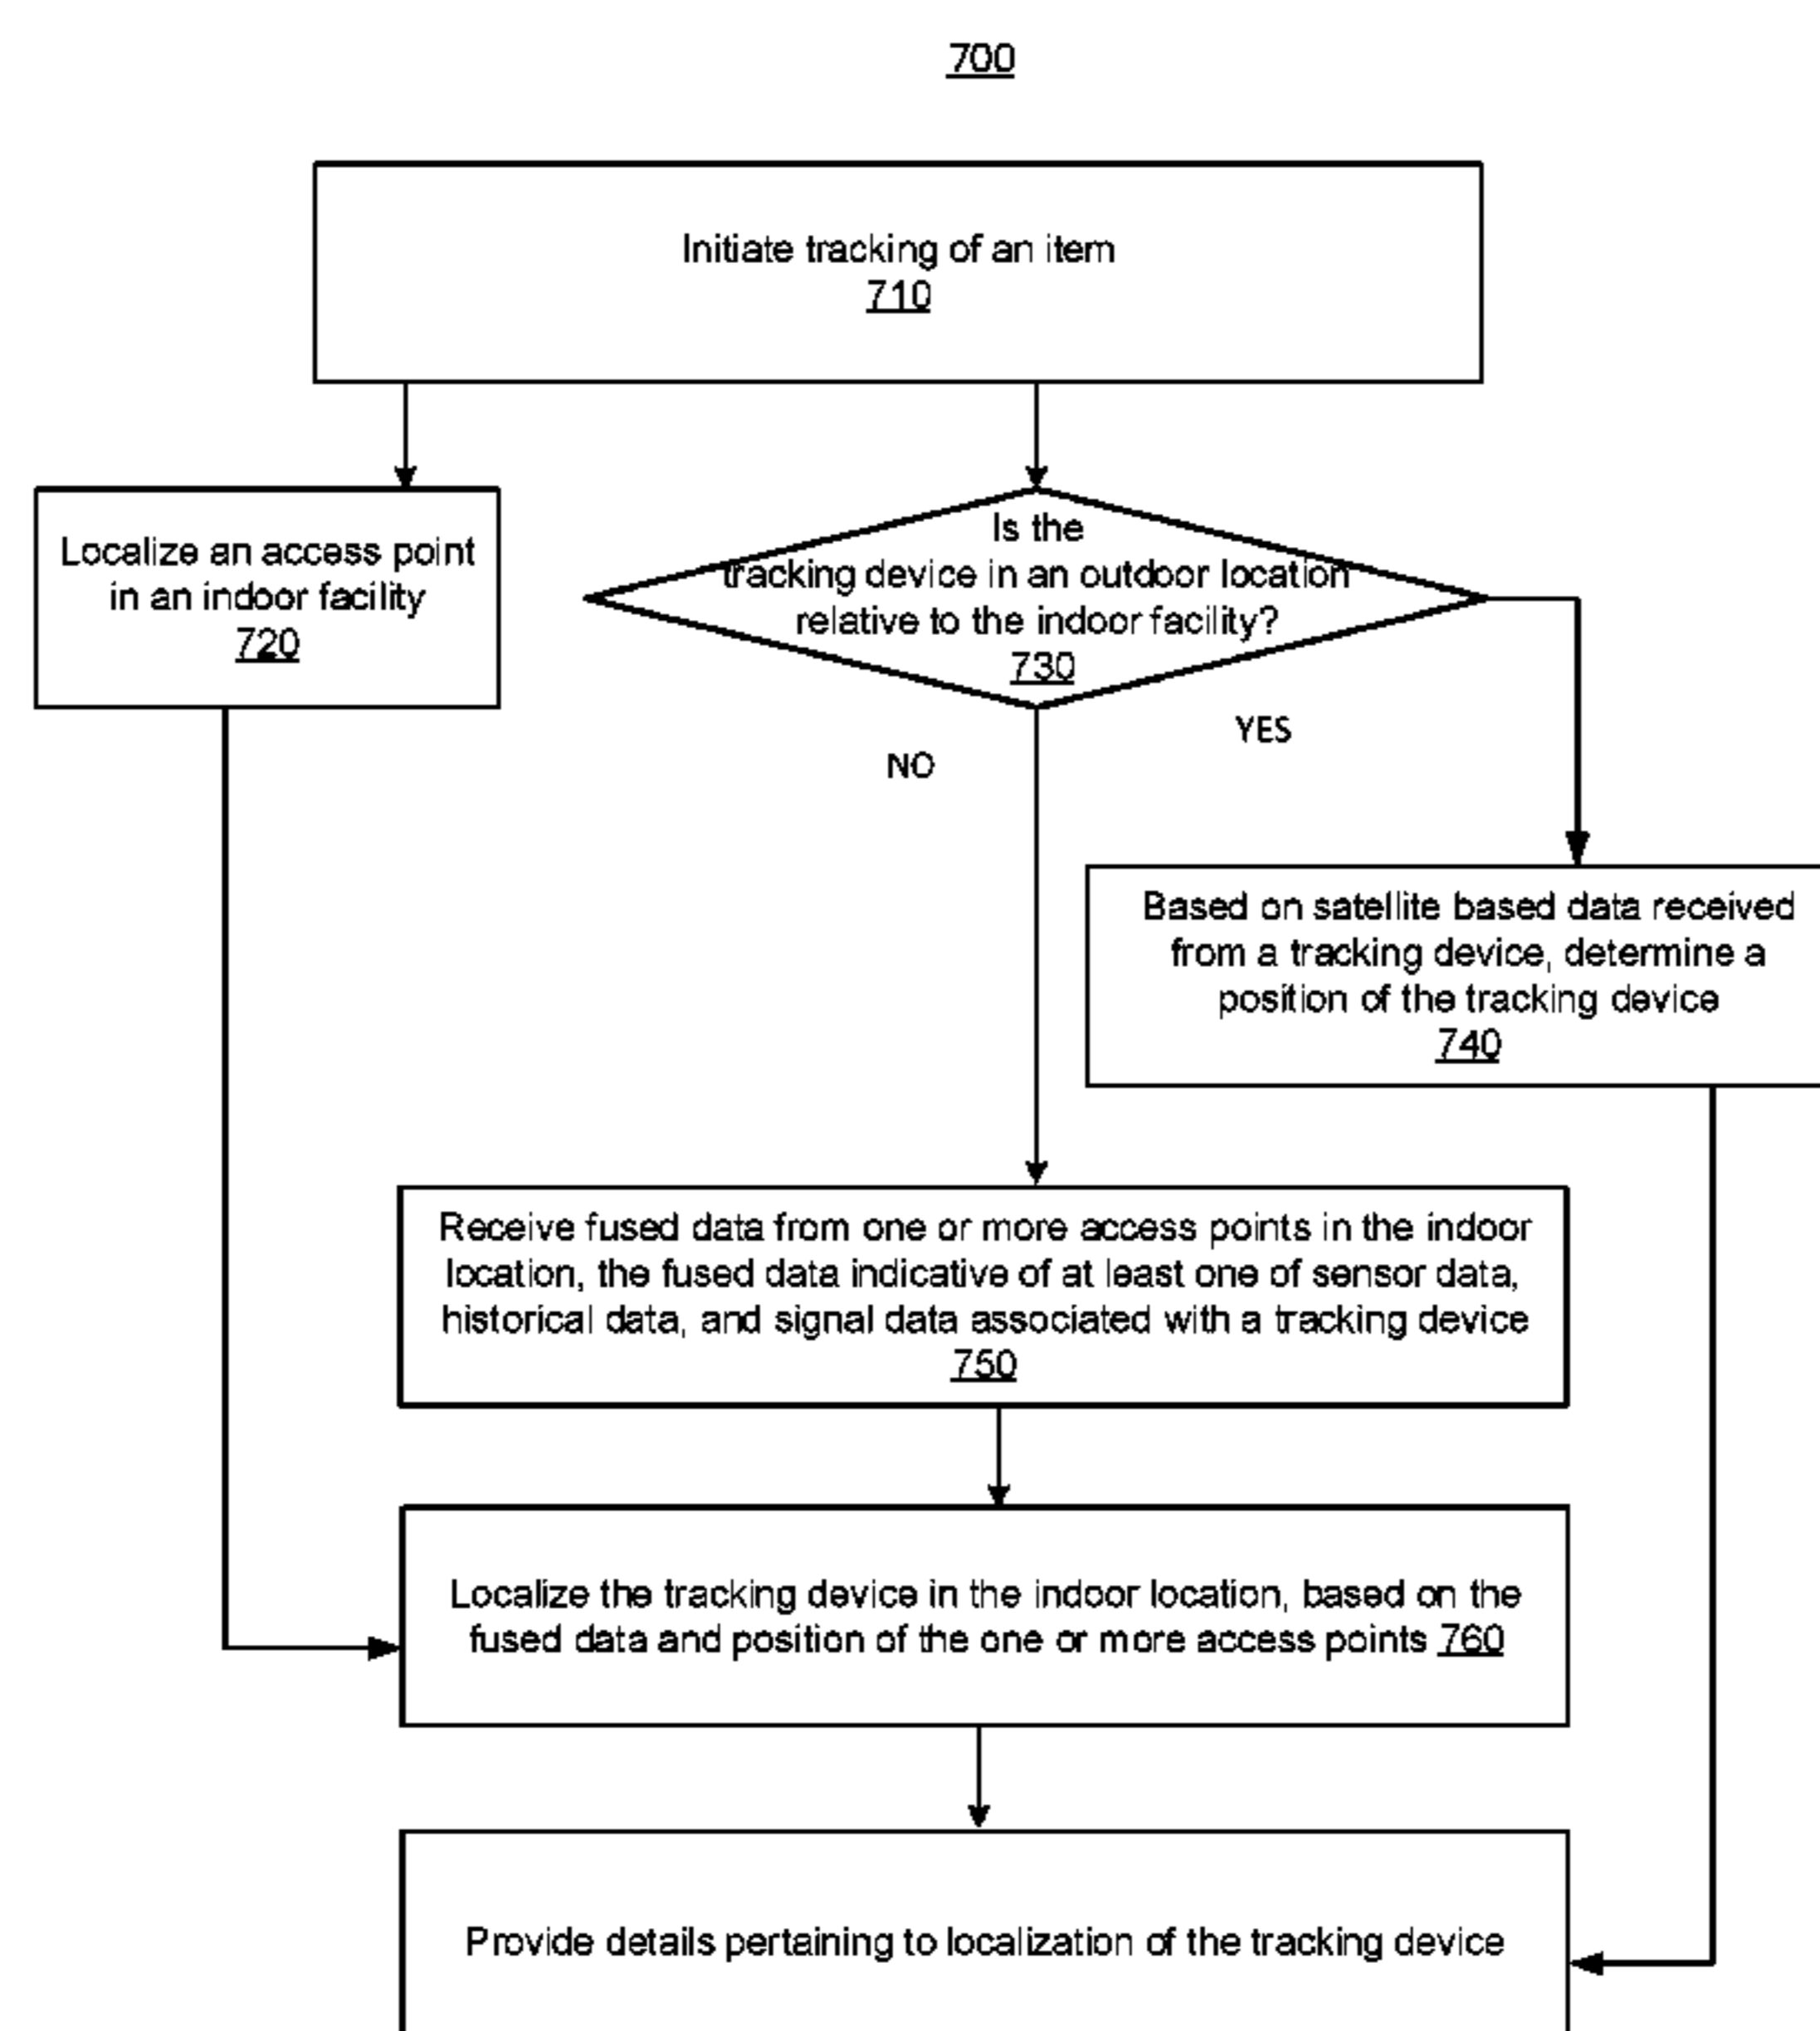 700
Initiate tracking of an item
710
Localize an access point
in an indoor facility
720
Is the
tracking device in an outdoor location
relative to the indoor facility?
730
YES
NO
Based on satellite based data received
from a tracking device, determine a
position of the tracking device
740
Receive fused data from one or more access points in the indoor
location, the fused data indicative of at least one of sensor data,
historical data, and signal data associated with a tracking device
750
Localize the tracking device in the indoor location, based on the
fused data and position of the one or more access points 760
Provide details pertaining to localization of the tracking device